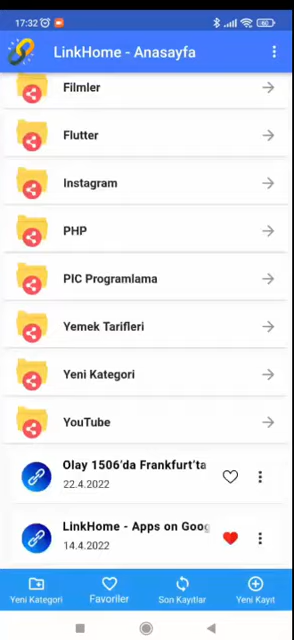 17:32
LinkHome - Anasayfa
Filmler
Flutter
Instagram
PHP
PIC Programlama
Yemek Tarifleri
Yeni Kategori
YouTube
Olay 1506'da Frankfurt'ta
22.4.2022
LinkHome - Apps on Goog
14.4.2022
Yeni Kategori
Favoriler
Son Kayıtlar
Yeni Kayıt